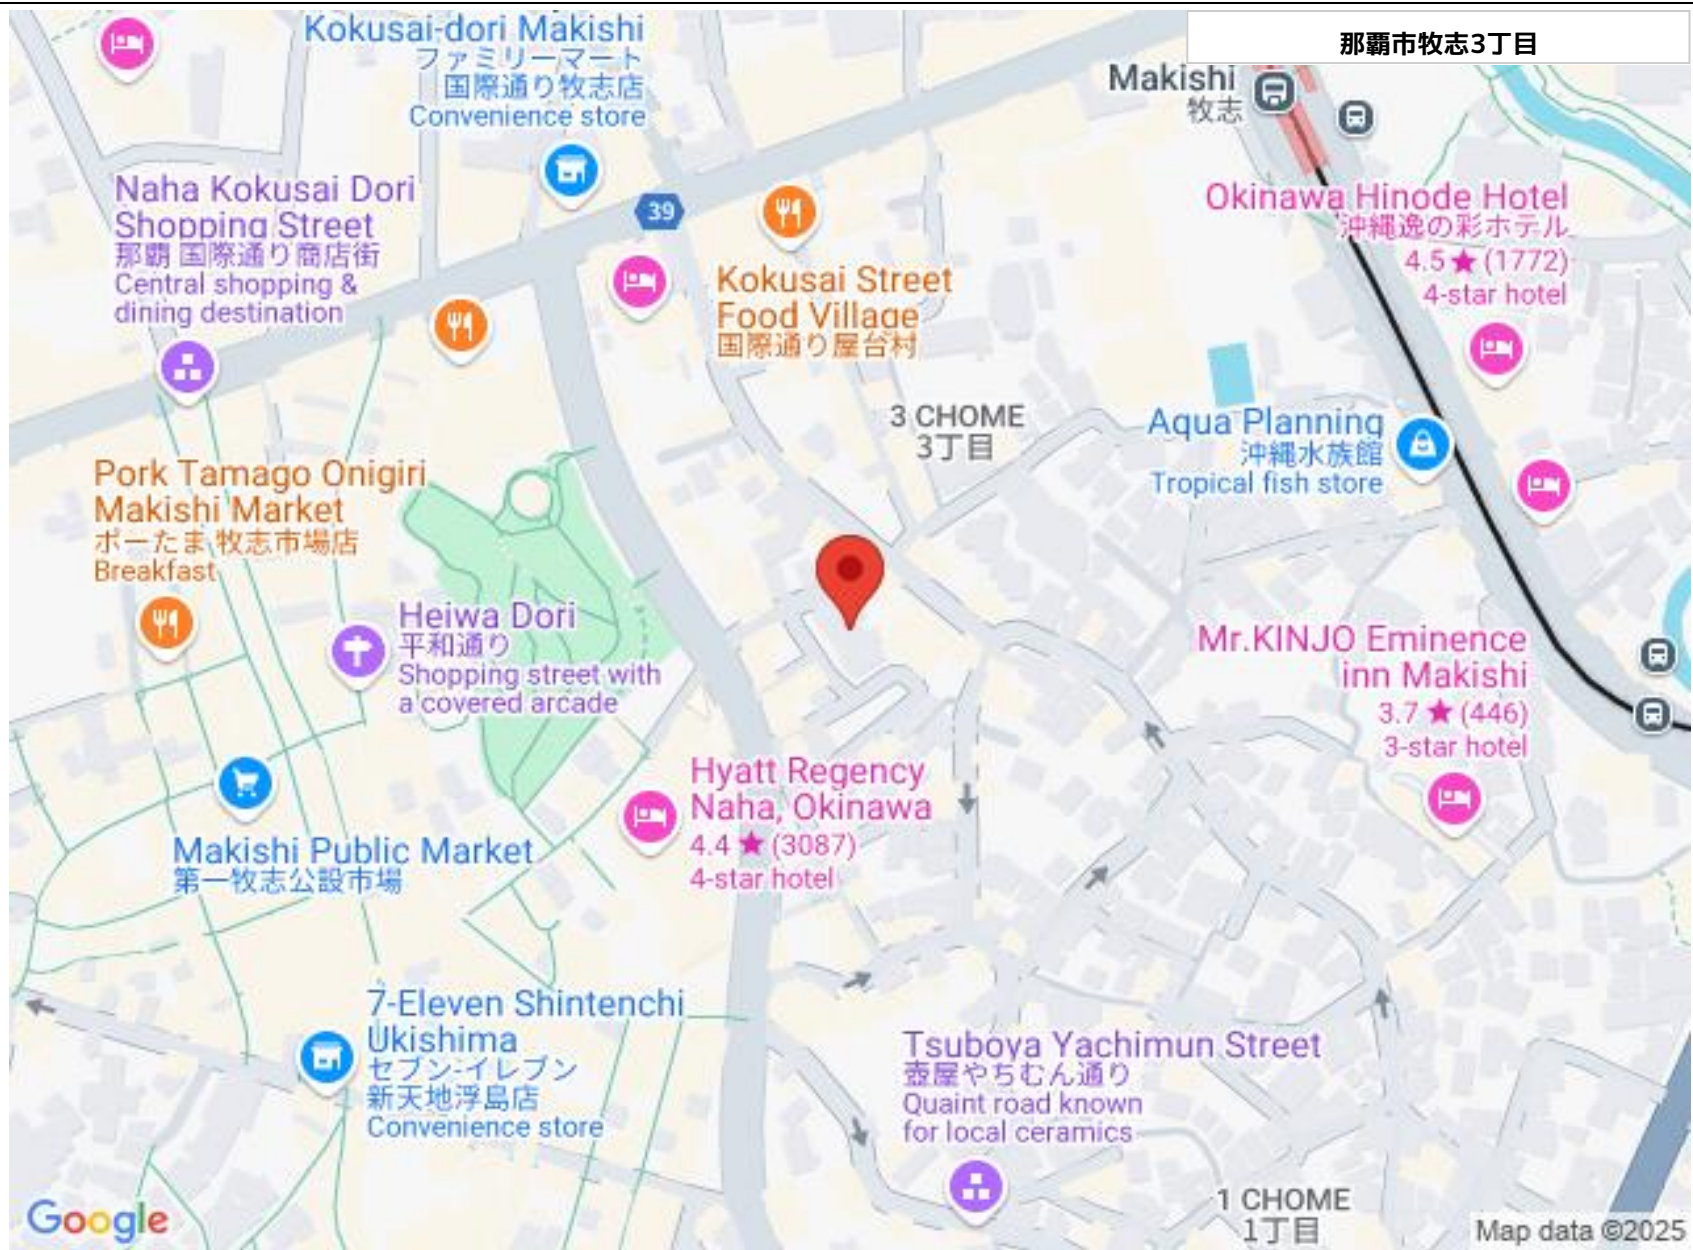 那覇市牧志3丁目
Kokusai-dori Makishi
ファミリーマート
国際通り牧志店
Convenience store
Makishi
牧志
Naha Kokusai Dori
Shopping Street
那覇 国際通り商店街
Central shopping &
dining destination
39
Okinawa Hinode Hotel
沖縄逸の彩ホテル
4.5★(1772)
4-star hotel
Kokusai Street
Food Village
国際通り屋台村
3 CHOME
3丁目
Aqua Planning
沖縄水族館
Tropical fish store
Pork Tamago Onigiri
Makishi Market
ポーたま 牧志市場店
Breakfast
Heiwa Dori
平和通り
Shopping street with
a covered arcade
Mr.KINJO Eminence
inn Makishi
3.7★(446)
3-star hotel
Hyatt Regency
Naha, Okinawa
4.4★(3087)
4-star hotel
Makishi Public Market
第一牧志公設市場
7-Eleven Shintenchi
Ukishima
セブン-イレブン
新天地浮島店
Convenience store
Tsuboya Yachimun Street
壺屋やちむん通り
Quaint road known
for local ceramics
1 CHOME
1丁目
Google
Map data ©2025